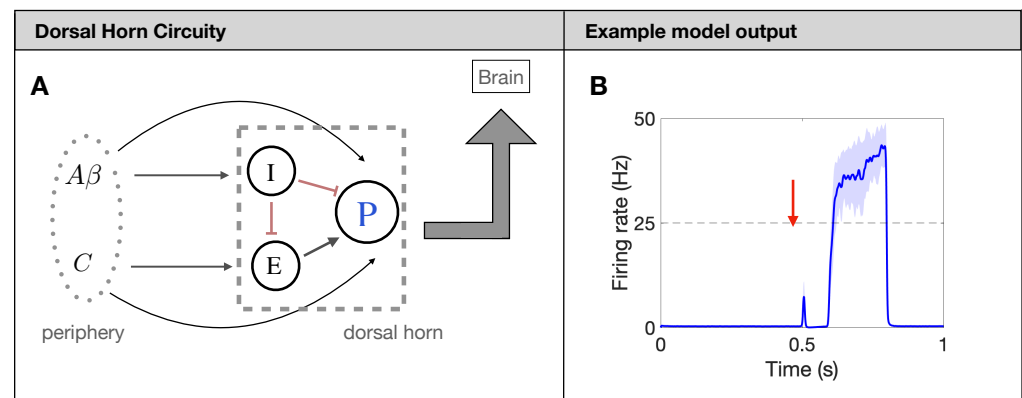 Dorsal Horn Circuity
Example model output
A
Brain
Aβ
I
P
C
E
periphery
dorsal horn
B
50
25
0
Firing rate (Hz)
0
0.5
1
Time (s)